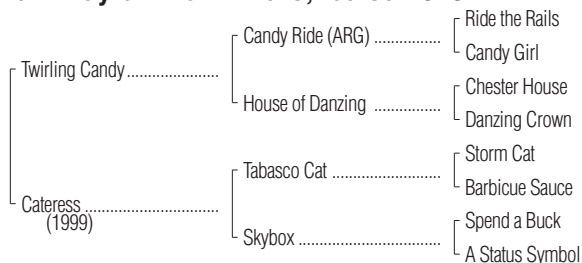 Ride the Rails
Candy Ride (ARG) ................
Candy Girl
Twirling Candy ......................
Chester House
House of Danzing ................
Danzing Crown
Storm Cat
Tabasco Cat ..........................
Barbicue Sauce
Cateress ................................
(1999)
Spend a Buck
Skybox ..................................
A Status Symbol